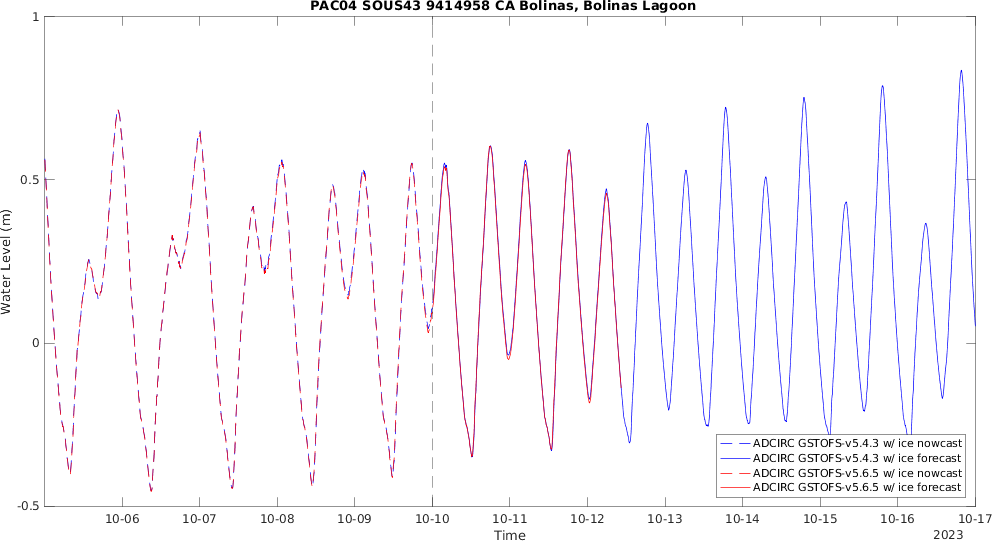 PAC04 SOUS43 9414958 CA Bolinas, Bolinas Lagoon
1
0.5
0
-0.5
Water Level (m)
10-06 10-07 10-08 10-09 10-10 10-11 10-12 10-13 10-14 10-15 10-16 10-17
Time
2023
ADCIRC GSTOFS-v5.4.3 w/ ice nowcast
ADCIRC GSTOFS-v5.4.3 w/ ice forecast
ADCIRC GSTOFS-v5.6.5 w/ ice nowcast
ADCIRC GSTOFS-v5.6.5 w/ ice forecast